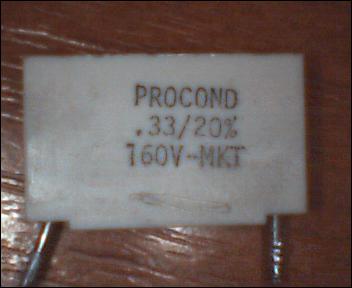 PROCOND
.33/20%
160V-MKT